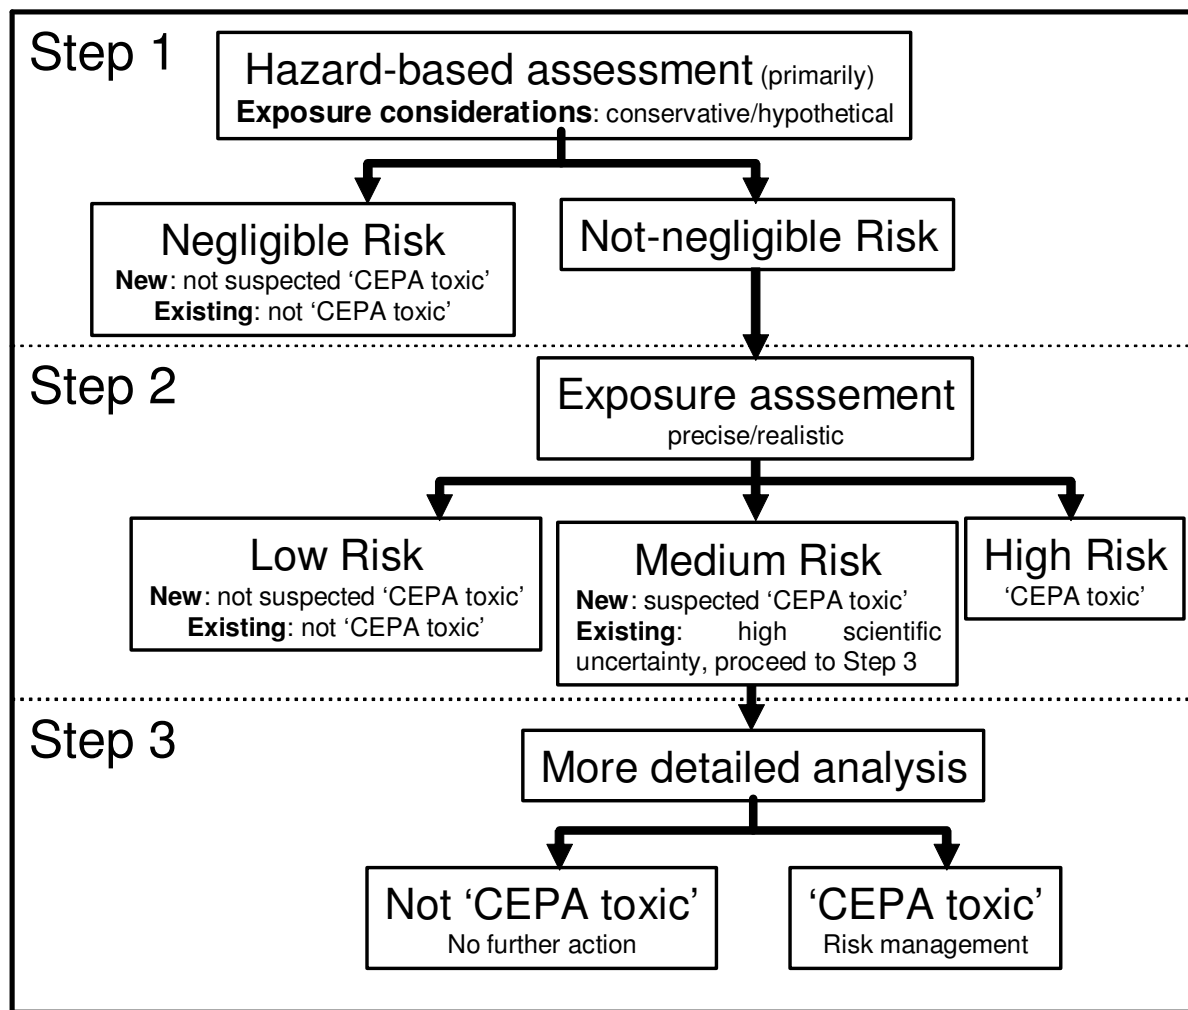 Step 1
Hazard-based assessment (primarily)
Exposure considerations: conservative/hypothetical
Negligible Risk
New: not suspected ‘CEPA toxic’
Existing: not ‘CEPA toxic’
Not-negligible Risk
Step 2
Exposure asssement
precise/realistic
Low Risk
New: not suspected ‘CEPA toxic’
Existing: not ‘CEPA toxic’
Medium Risk
New: suspected ‘CEPA toxic’
Existing: high scientific
uncertainty, proceed to Step 3
High Risk
‘CEPA toxic’
Step 3
More detailed analysis
Not ‘CEPA toxic’
No further action
‘CEPA toxic’
Risk management